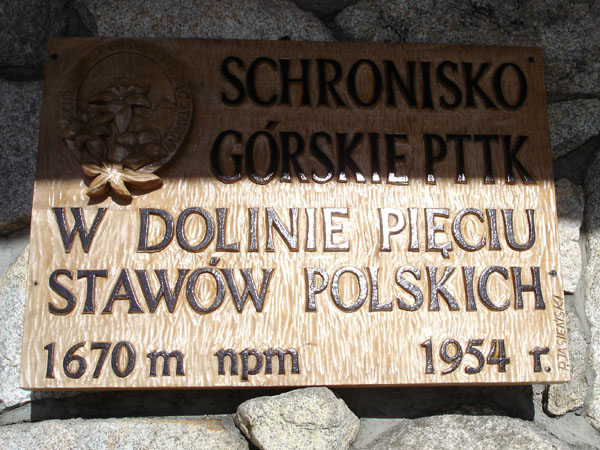 SCHRONISKO
GÓRSKIE PTTK
W DOLINIE PIĘCIU
STAWÓW POLSKICH
1670 m npm 1954 r.